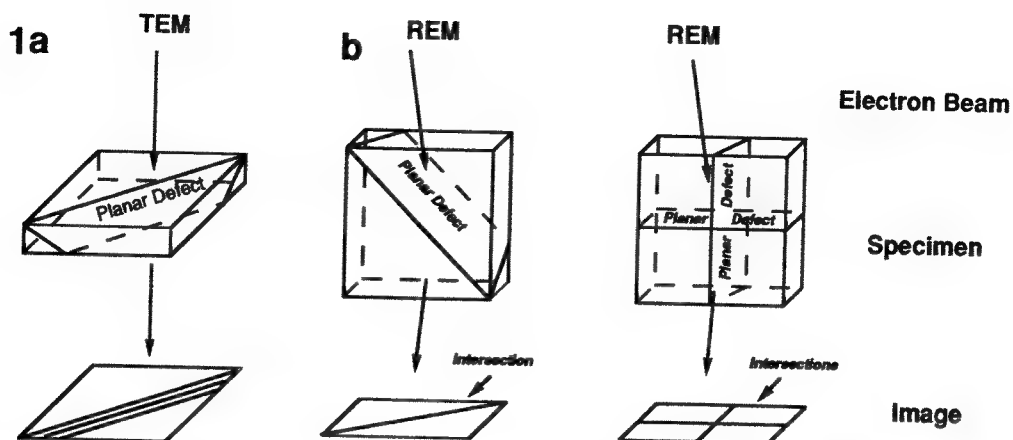 1a
TEM
b
REM
REM
Electron Beam
Planar Defect
Planar Defect
Planar
Defect
Defect
Planar
Specimen
Intersection
Intersections
Image